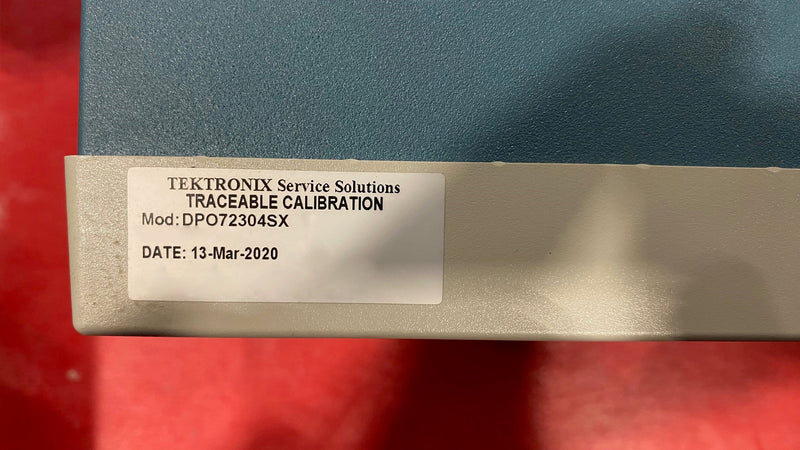 TEKTRONIX Service Solutions
TRACEABLE CALIBRATION
Mod: DPO72304SX
DATE: 13-Mar-2020